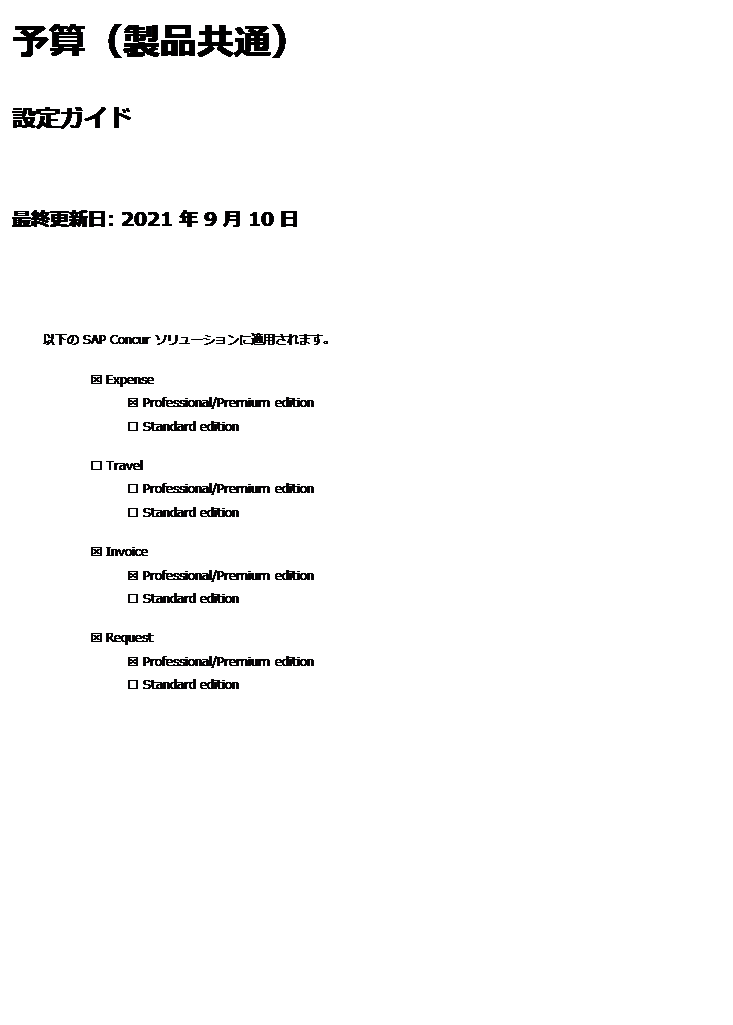 予算（製品共通）
設定ガイド
最終更新日: 2021 年 9 月 10 日
以下の SAP Concur ソリューションに適用されます。
☒ Expense
☒ Professional/Premium edition
☐ Standard edition
☐ Travel
☐ Professional/Premium edition
☐ Standard edition
☒ Invoice
☒ Professional/Premium edition
☐ Standard edition
☒ Request
☒ Professional/Premium edition
☐ Standard edition